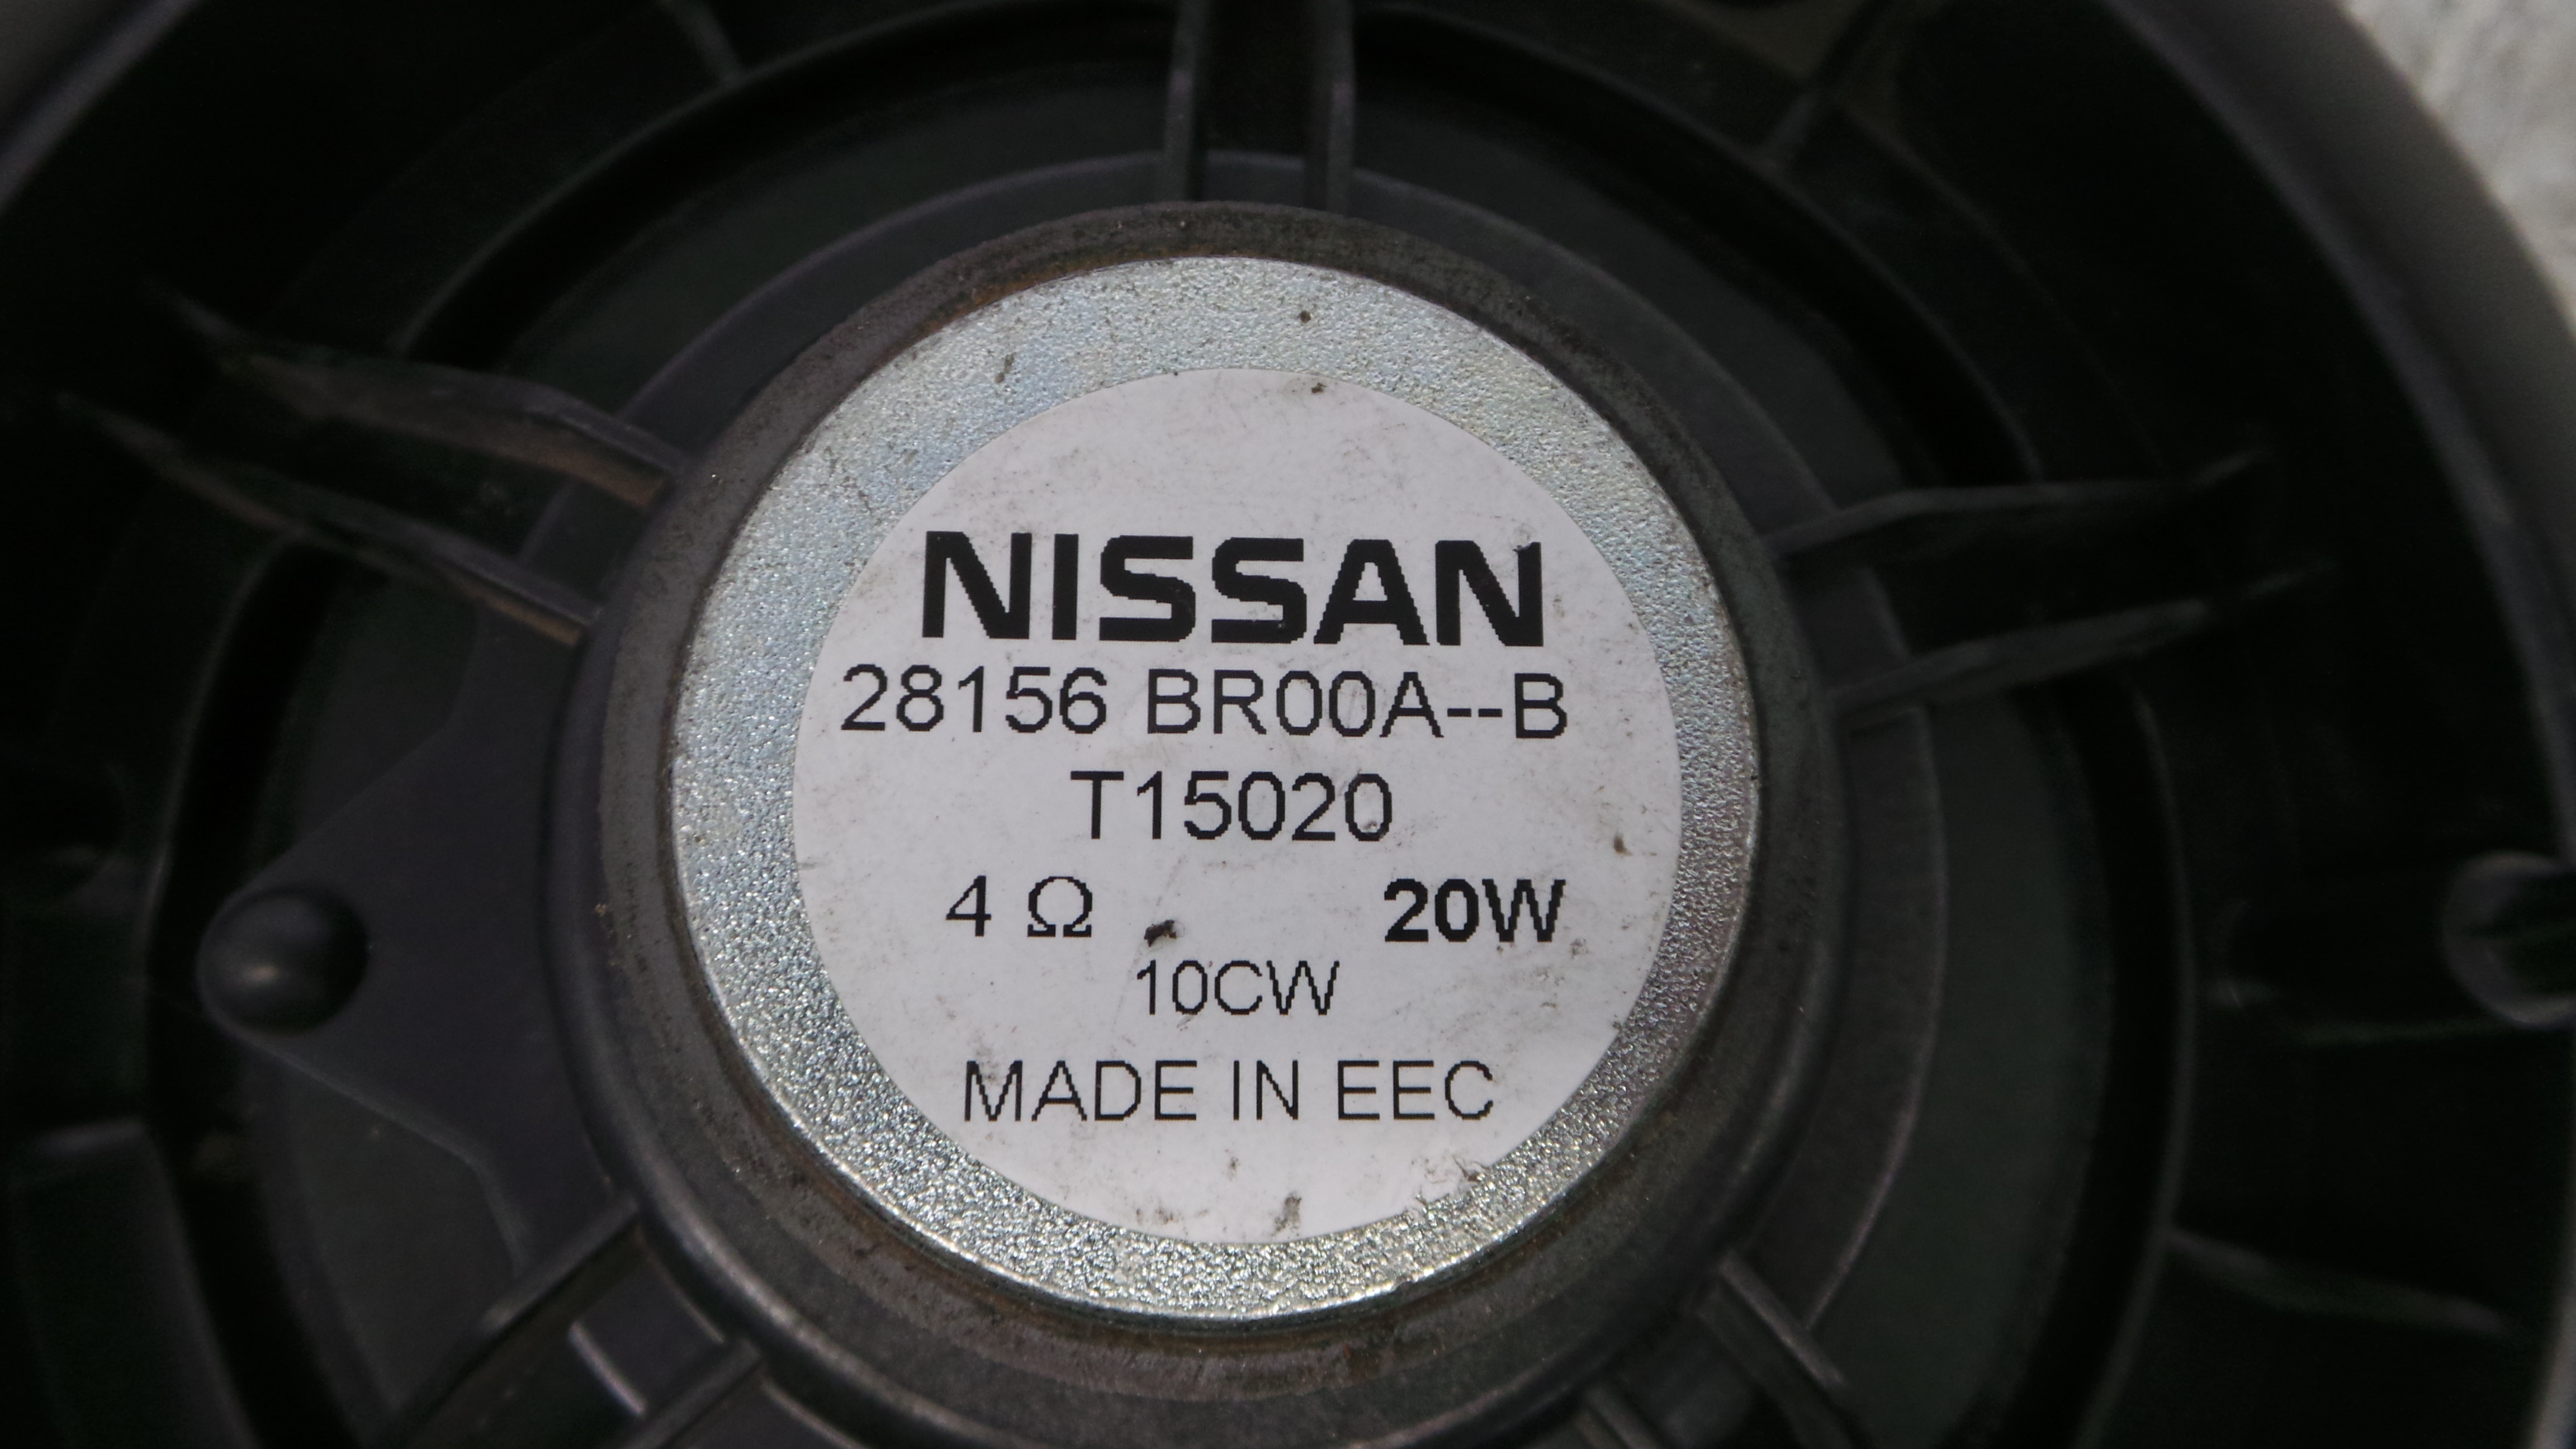 NISSAN
28156 BR00A--B
T15020
4 Ω 20W
10CW
MADE IN EEC